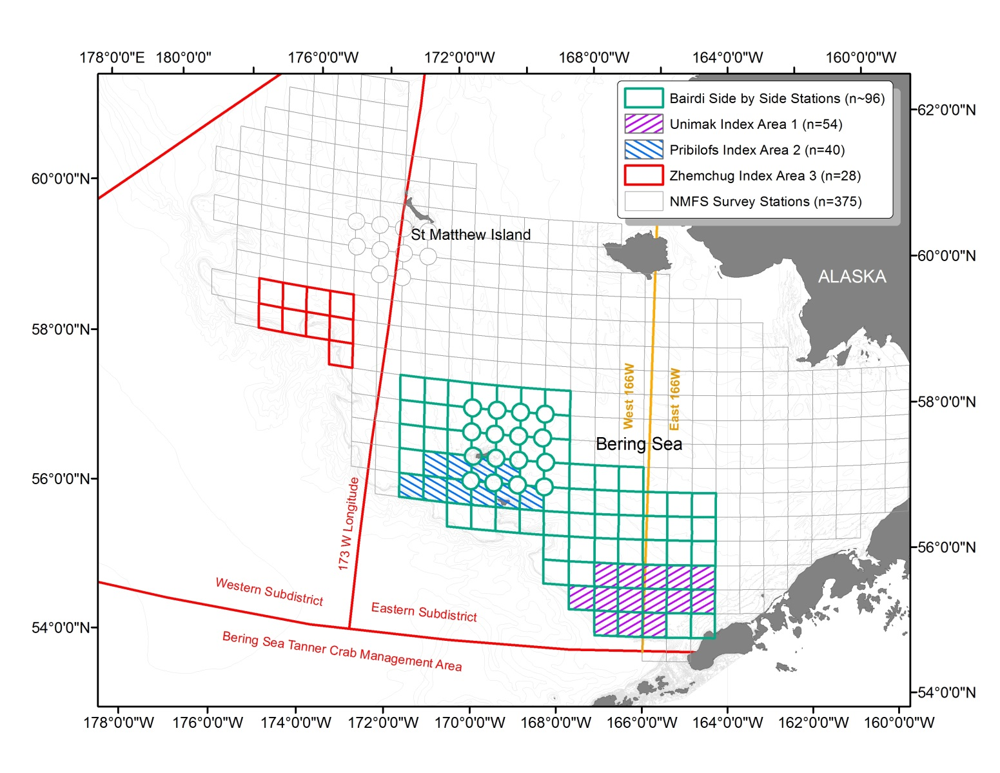 178°0'0"E 180°0'0" 176°0'0"W 172°0'0"W 168°0'0"W 164°0'0"W 160°0'0"W
Bairdi Side by Side Stations (n~96)
Unimak Index Area 1 (n=54)
Pribilofs Index Area 2 (n=40)
Zhemchug Index Area 3 (n=28)
NMFS Survey Stations (n=375)
62°0'0"N
60°0'0"N
St Matthew Island
60°0'0"N
ALASKA
58°0'0"N
West 166W
East 166W
58°0'0"N
Bering Sea
56°0'0"N
173 W Longitude
56°0'0"N
Western Subdistrict
Eastern Subdistrict
54°0'0"N
Bering Sea Tanner Crab Management Area
54°0'0"N
178°0'0"W 176°0'0"W 174°0'0"W 172°0'0"W 170°0'0"W 168°0'0"W 166°0'0"W 164°0'0"W 162°0'0"W 160°0'0"W